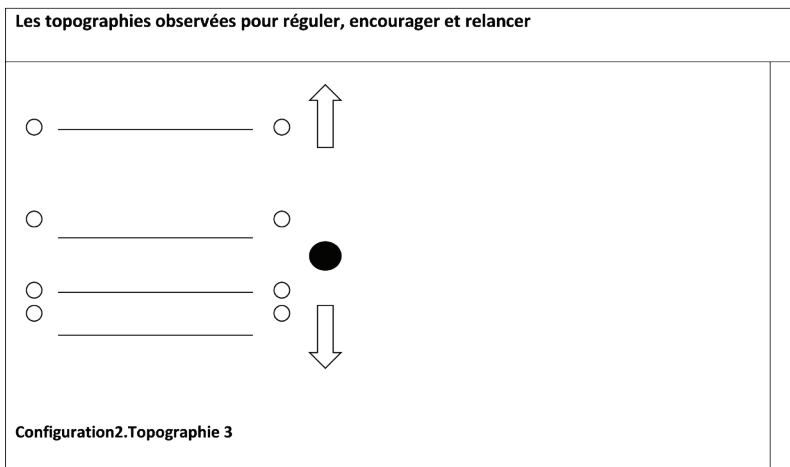 Les topographies observées pour réguler, encourager et relancer
Configuration2.Topographie 3